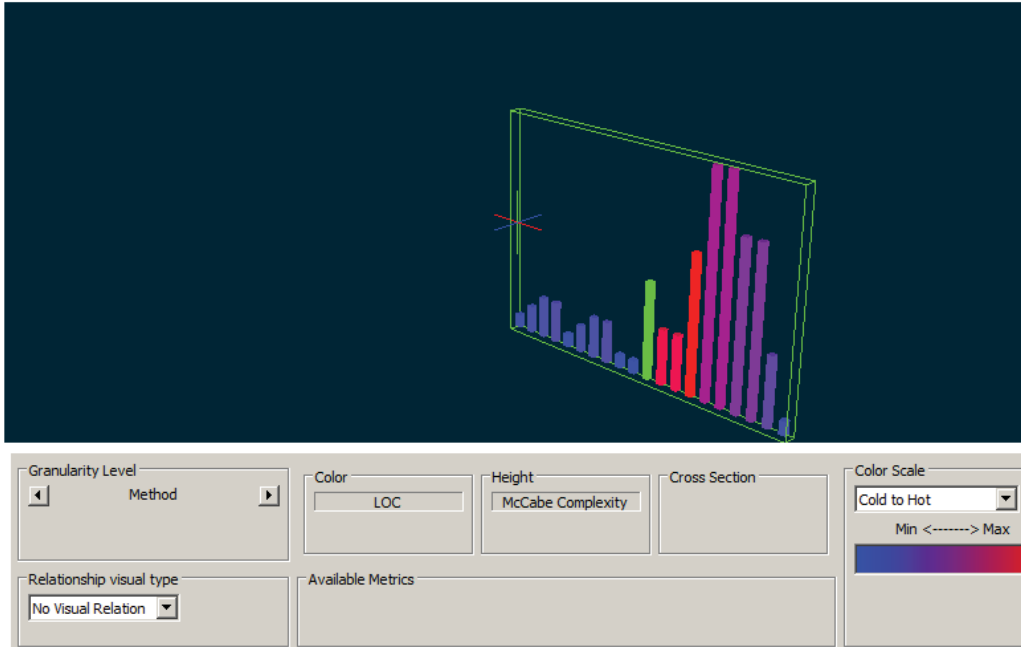 Granularity Level
Method
Color
LOC
Height
McCabe Complexity
Cross Section
Color Scale
Cold to Hot
Min <-------> Max
Relationship visual type
No Visual Relation
Available Metrics